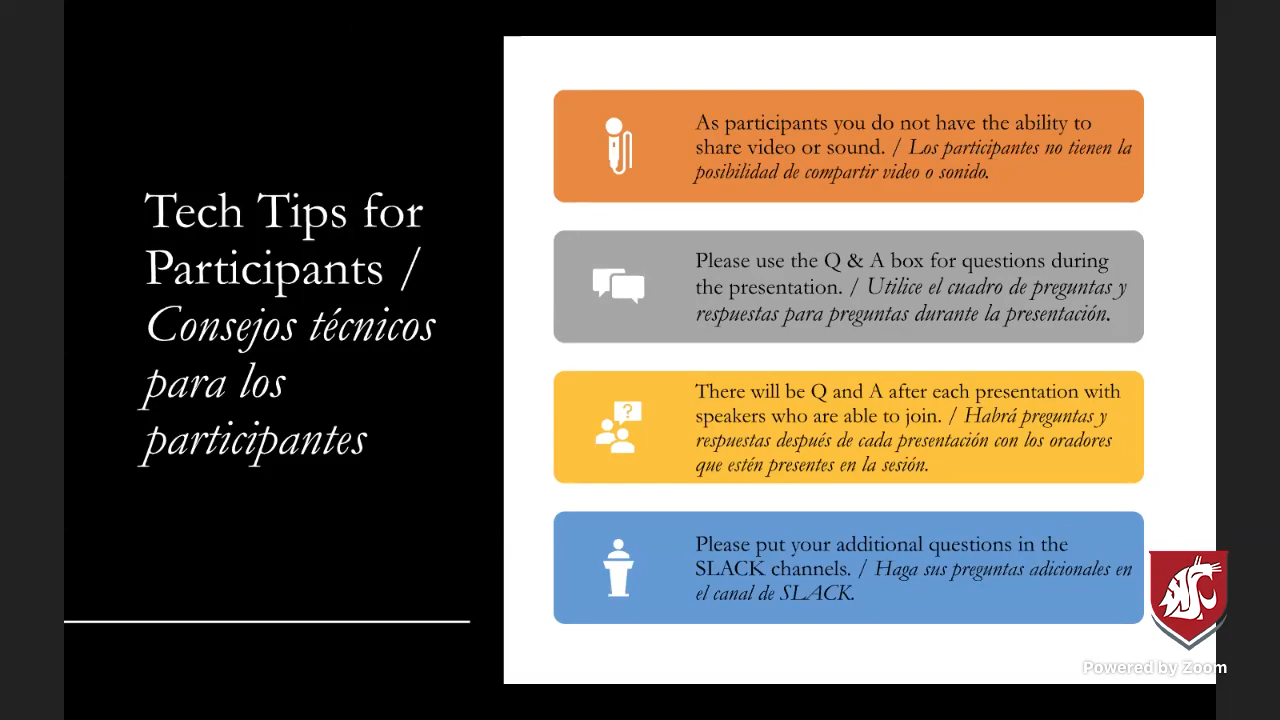 Tech Tips for
Participants /
Consejos técnicos
para los
participantes
As participants you do not have the ability to
share video or sound. / Los participantes no tienen la
posibilidad de compartir video o sonido.
Please use the Q & A box for questions during
the presentation. / Utilice el cuadro de preguntas y
respuestas para preguntas durante la presentación.
?
There will be Q and A after each presentation with
speakers who are able to join. / Habrá preguntas y
respuestas después de cada presentación con los oradores
que estén presentes en la sesión.
Please put your additional questions in the
SLACK channels. / Haga sus preguntas adicionales en
el canal de SLACK.
Powered by Zoom